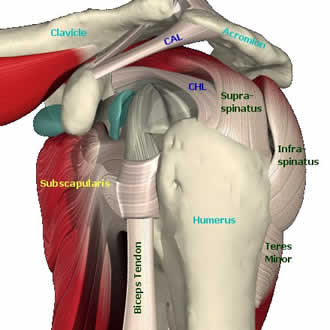 Clavicle
CAL
Acromion
CHL
Supra-
spinatus
Infra-
spinatus
Subscapularis
Humerus
Biceps Tendon
Teres
Minor